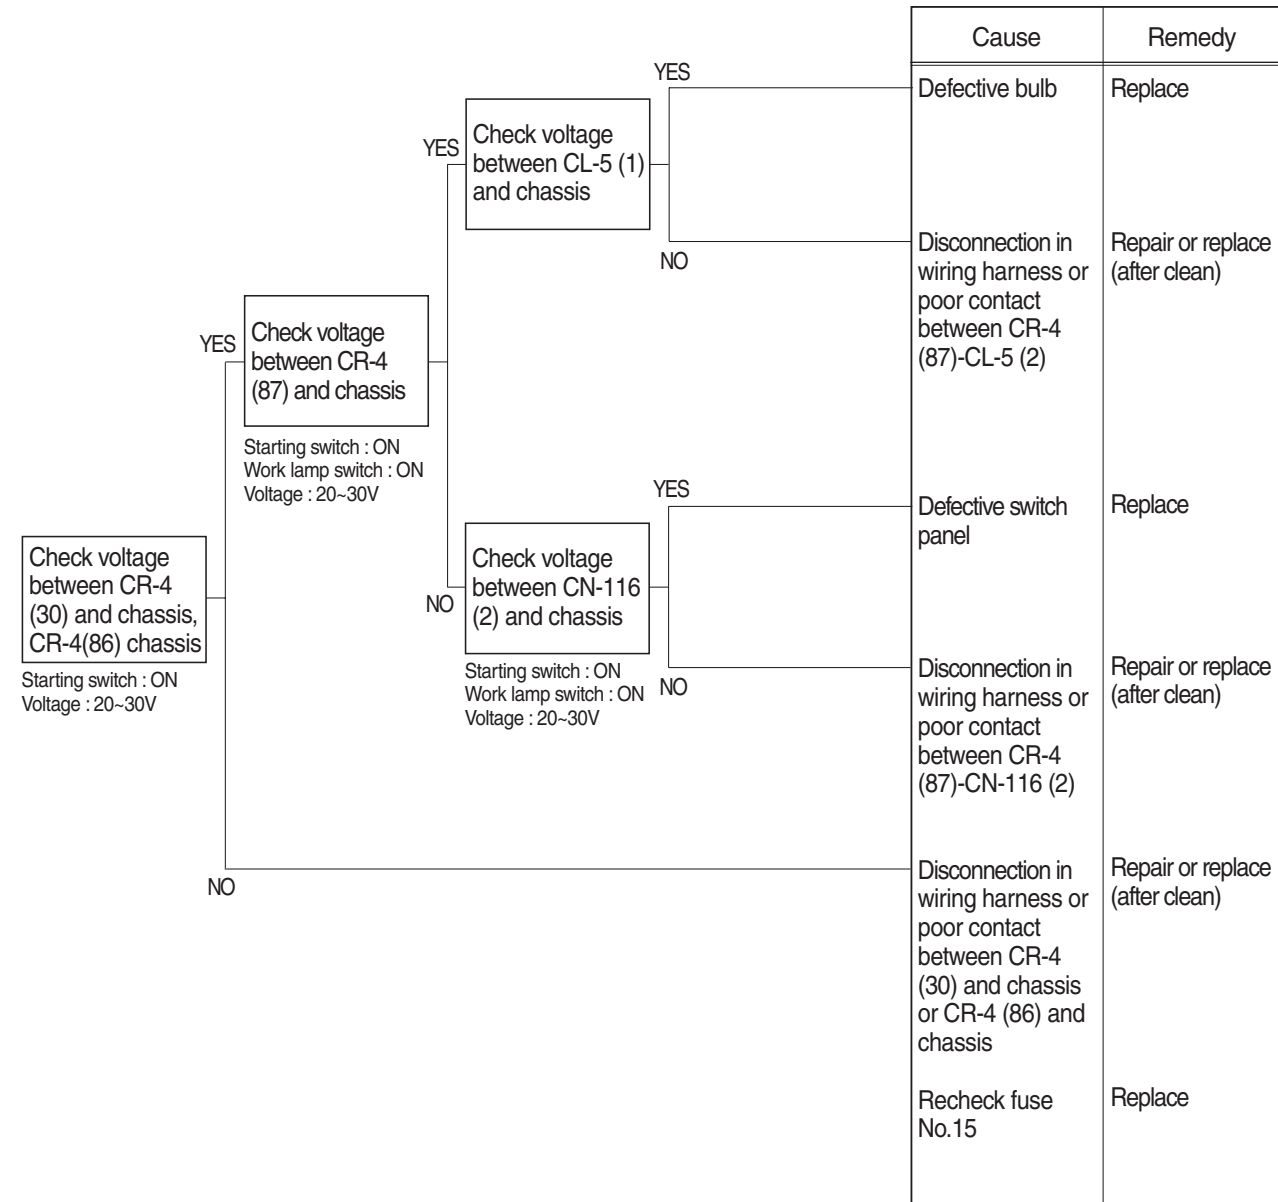 Cause
Remedy
YES
Defective bulb
Replace
YES
Check voltage
between CL-5 (1)
and chassis
NO
Disconnection in
wiring harness or
poor contact
between CR-4
(87)-CL-5 (2)
Repair or replace
(after clean)
YES
Check voltage
between CR-4
(87) and chassis
Starting switch : ON
Work lamp switch : ON
Voltage : 20~30V
YES
Defective switch
panel
Replace
NO
Check voltage
between CN-116
(2) and chassis
Starting switch : ON
Work lamp switch : ON
Voltage : 20~30V
NO
Disconnection in
wiring harness or
poor contact
between CR-4
(87)-CN-116 (2)
Repair or replace
(after clean)
Check voltage
between CR-4
(30) and chassis,
CR-4(86) chassis
Starting switch : ON
Voltage : 20~30V
NO
Disconnection in
wiring harness or
poor contact
between CR-4
(30) and chassis
or CR-4 (86) and
chassis
Repair or replace
(after clean)
Recheck fuse
No.15
Replace